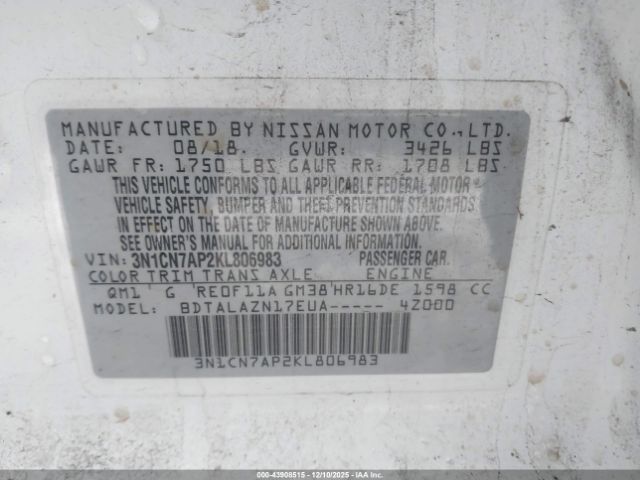 MANUFACTURED BY NISSAN MOTOR CO., LTD.
DATE: 08/18. GVWR: 3426 LBS
GAWR FR: 1750 LBS GAWR RR: 1708 LBS
THIS VEHICLE CONFORMS TO ALL APPLICABLE FEDERAL MOTOR
VEHICLE SAFETY, BUMPER AND THEFT PREVENTION STANDARDS
IN EFFECT ON THE DATE OF MANUFACTURE SHOWN ABOVE.
SEE OWNER'S MANUAL FOR ADDITIONAL INFORMATION.
VIN: 3N1CN7AP2KL806983 PASSENGER CAR.
COLOR TRIM TRANS AXLE ENGINE
QM1 ' G 'RE0F11A GM38'HR16DE 1598 CC
MODEL: BDTALAZN17EUA----- 4Z000
3N1CN7AP2KL806983
000-43908515 - 12/10/2025 - IAAI.COM